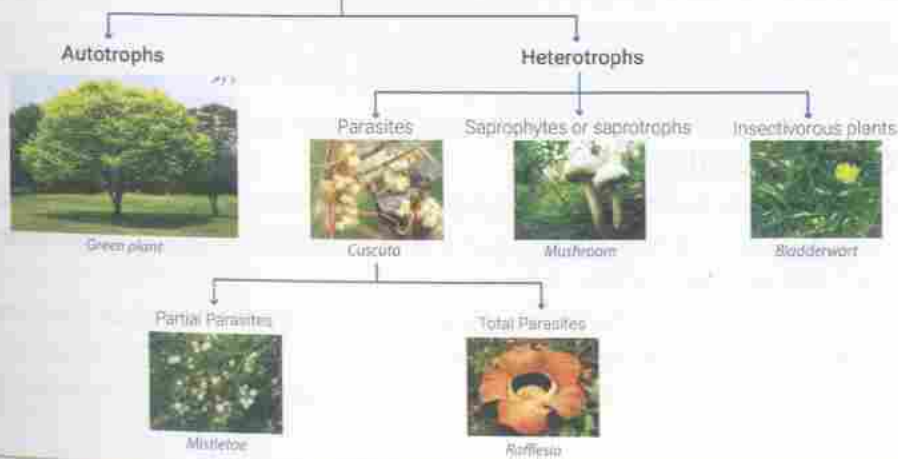 Autotrophs
Heterotrophs
Parasites
Saprophytes or saprotrophs
Insectivorous plants
Green plant
Cuscuta
Mushroom
Bladderwort
Partial Parasites
Total Parasites
Mistletoe
Rafflesia